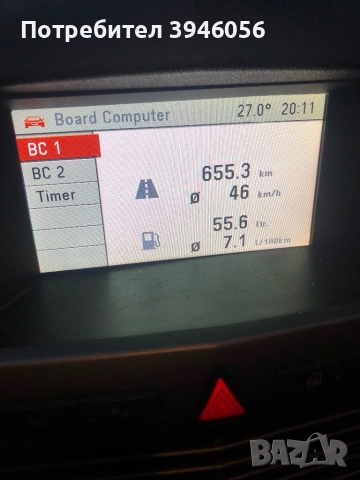 Потребител 3946056
Board Computer 27.0° 20:11
BC 1
BC 2
Timer
655.3 km
ø 46 km/h
55.6 ltr.
ø 7.1 l/100km
BAZAR